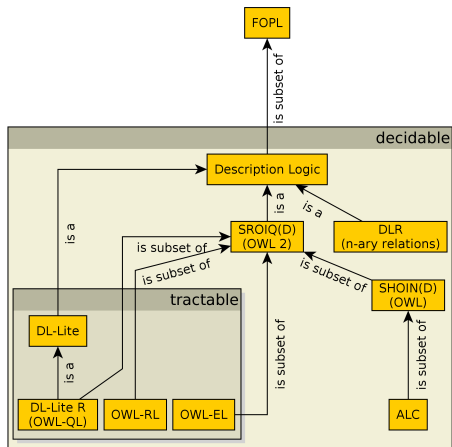 FOPL
is subset of
decidable
Description Logic
is a
is a
is a
SROIQ(D)
(OWL 2)
DLR
(n-ary relations)
is subset of
is subset of
is subset of
SHOIN(D)
(OWL)
tractable
DL-Lite
is subset of
is subset of
is a
DL-Lite R
(OWL-QL)
OWL-RL
OWL-EL
ALC